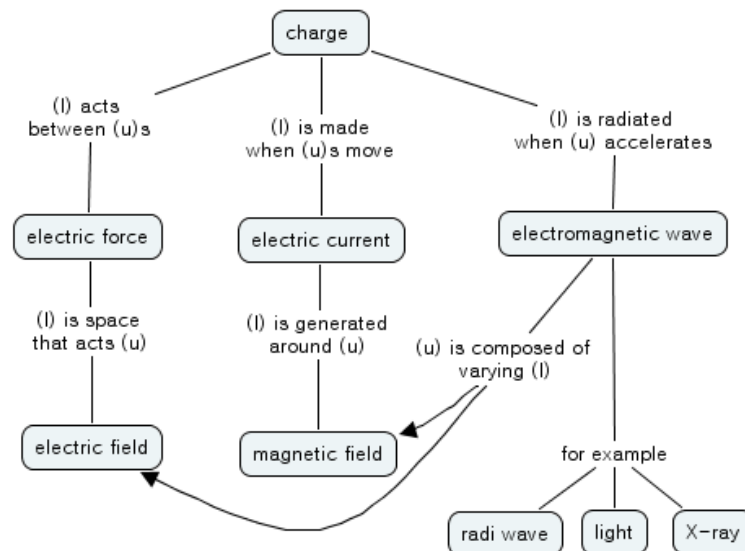 charge
(l) acts
between (u)s
(l) is made
when (u)s move
(l) is radiated
when (u) accelerates
electric force
electric current
electromagnetic wave
(l) is space
that acts (u)
(l) is generated
around (u)
(u) is composed of
varying (l)
electric field
magnetic field
for example
radi wave
light
X-ray